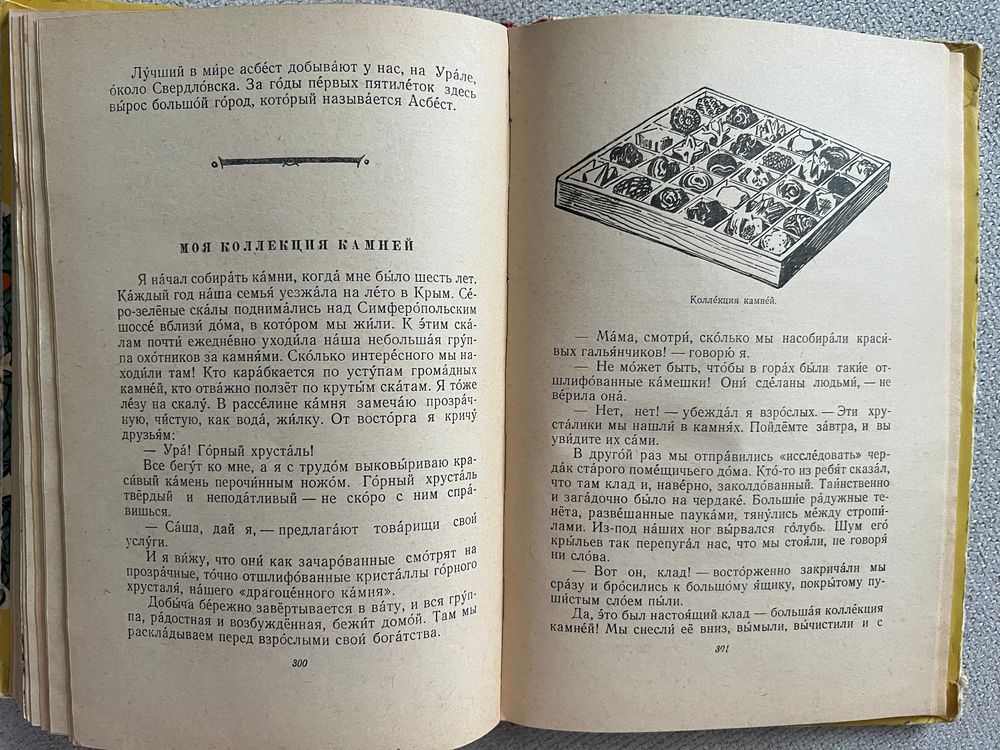 Лу́чший в ми́ре асбе́ст добыва́ют у нас, на Ура́ле,
о́коло Свердло́вска. За го́ды пе́рвых пятиле́ток здесь
вы́рос большо́й го́род, кото́рый называ́ется Асбе́ст.
МОЯ КОЛЛЕКЦИЯ КАМНЕЙ
Я на́чал собира́ть ка́мни, когда́ мне бы́ло шесть лет.
Ка́ждый год на́ша семья́ уезжа́ла на ле́то в Крым. Се́-
ро-зелёные ска́лы поднима́лись над Симферо́польским
шоссе́ вблизи́ до́ма, в кото́ром мы жи́ли. К э́тим ска́-
лам почти́ ежедне́вно уходи́ла на́ша небольша́я гру́п-
па охо́тников за камня́ми. Ско́лько интере́сного мы на-
ходи́ли там! Кто кара́бкается по усту́пам грома́дных
камне́й, кто отва́жно ползёт по круты́м ска́там. Я то́же
ле́зу на скалу́. В рассе́лине ка́мня замеча́ю прозра́ч-
ную, чи́стую, как вода́, жи́лку. От восто́рга я кричу́
друзья́м:
— Ура́! Го́рный хруста́ль!
Все бегу́т ко мне, а я с трудо́м выковы́риваю кра-
си́вый ка́мень перочи́нным ножо́м. Го́рный хруста́ль
твёрдый и неподáтливый — не ско́ро с ним спра́-
вишься.
— Са́ша, дай я, — предлага́ют това́рищи свои́
услу́ги.
И я ви́жу, что они́ как зачаро́ванные смо́трят на
прозра́чные, то́чно отшлифо́ванные криста́ллы го́рного
хрусталя́, на́шего «драгоце́нного ка́мня».
Добы́ча бе́режно завёртывается в ва́ту, и вся гру́п-
па, ра́достная и возбуждённая, бежи́т домо́й. Там мы
раскла́дываем перед взро́слыми свои́ бога́тства.
300
Колле́кция камне́й.
— Ма́ма, смотри́, ско́лько мы насобира́ли краси́-
вых галья́нчиков! — говорю́ я.
— Не мо́жет быть, что́бы в гора́х бы́ли таки́е от-
шлифо́ванные ка́мешки! Они́ сде́ланы людьми́, — не
ве́рила она́.
— Нет, нет! — убежда́л я взро́слых. — Эти хру-
ста́лики мы нашли́ в камня́х. Пойдёмте за́втра, и вы
уви́дите их са́ми.
В друго́й раз мы отпра́вились «иссле́довать» чер-
да́к ста́рого поме́щичьего до́ма. Кто́-то из ребя́т сказа́л,
что там клад и, наве́рно, заколдо́ванный. Таи́нственно
и зага́дочно бы́ло на чердаке́. Больши́е ра́дужные те-
нёта, разве́шанные паука́ми, тяну́лись ме́жду стропи́-
лами. Из-под на́ших ног вы́рвался го́лубь. Шум его́
кры́льев так перепуга́л нас, что мы стоя́ли, не говоря́
ни сло́ва.
— Вот он, клад! — восто́рженно закрича́ли мы
сра́зу и бро́сились к большо́му я́щику, покры́тому пу-
ши́стым сло́ем пы́ли.
Да, э́то был настоя́щий клад — больша́я колле́кция
камне́й! Мы снесли́ её вниз, вы́мыли, вы́чистили и с
301